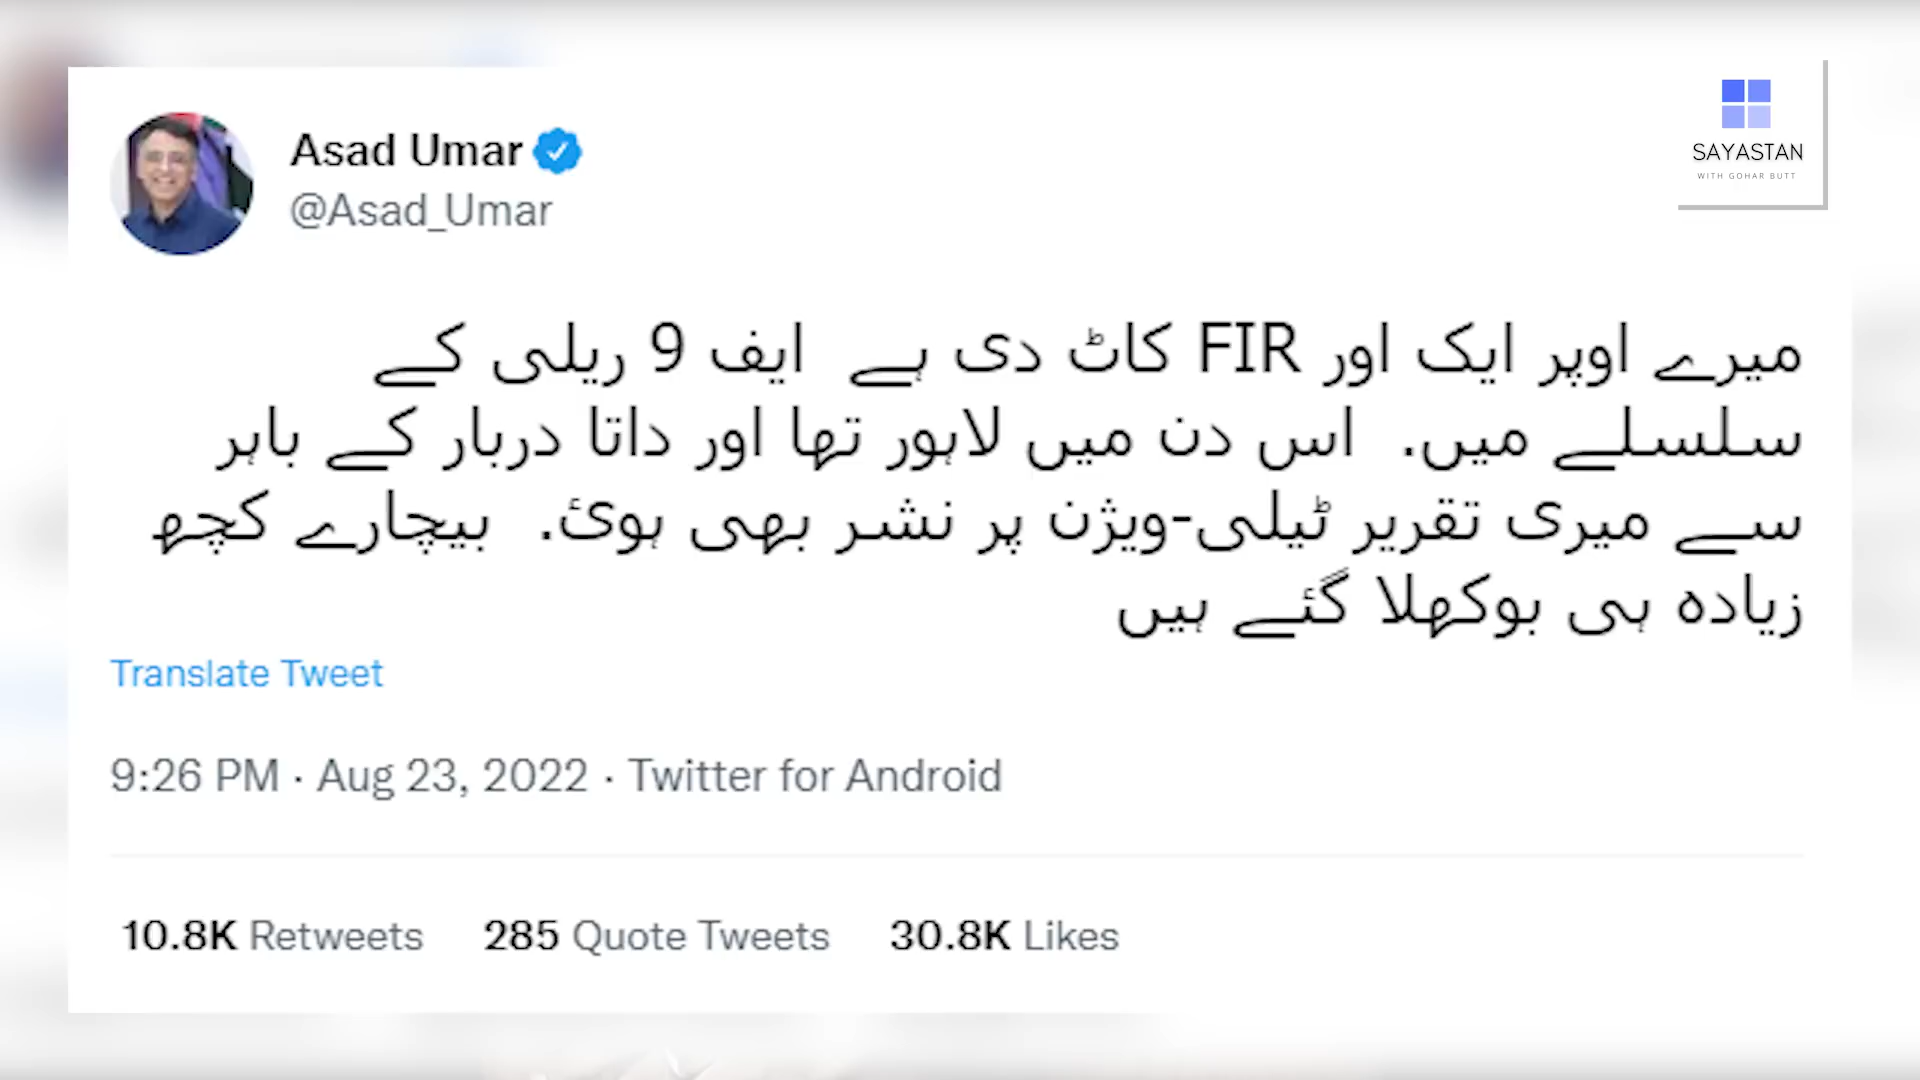 Asad Umar
@Asad_Umar
SAYASTAN
WITH GOHAR BUTT
میرے اوپر ایک اور FIR کاٹ دی ہے  ایف 9 ریلی کے
سلسلے میں.  اس دن میں لاہور تھا اور داتا دربار کے باہر
سے میری تقریر ٹیلی-ویژن پر نشر بھی ہوئ.  بیچارے کچھ
زیادہ ہی بوکھلا گئے ہیں
Translate Tweet
9:26 PM · Aug 23, 2022 · Twitter for Android
10.8K Retweets 285 Quote Tweets 30.8K Likes